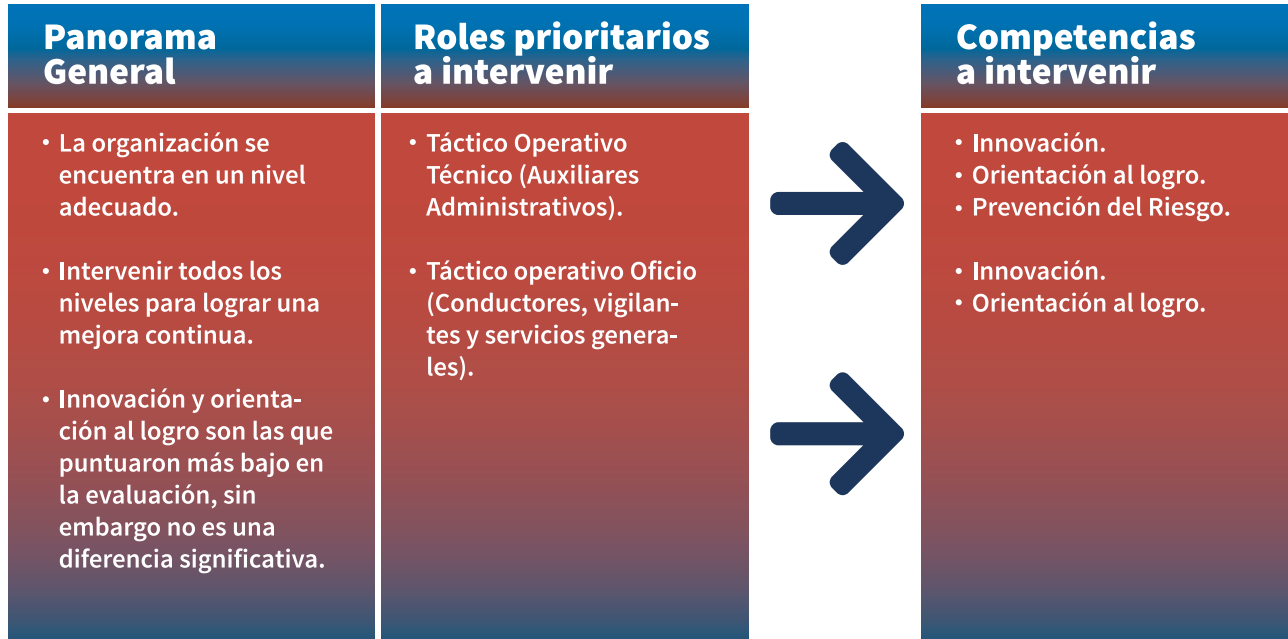 Panorama
General
• La organización se
encuentra en un nivel
adecuado.
• Intervenir todos los
niveles para lograr una
mejora continua.
• Innovación y orienta-
ción al logro son las que
puntuaron más bajo en
la evaluación, sin
embargo no es una
diferencia significativa.
Roles prioritarios
a intervenir
• Táctico Operativo
Técnico (Auxiliares
Administrativos).
• Táctico operativo Oficio
(Conductores, vigilan-
tes y servicios genera-
les).
Competencias
a intervenir
• Innovación.
• Orientación al logro.
• Prevención del Riesgo.
• Innovación.
• Orientación al logro.